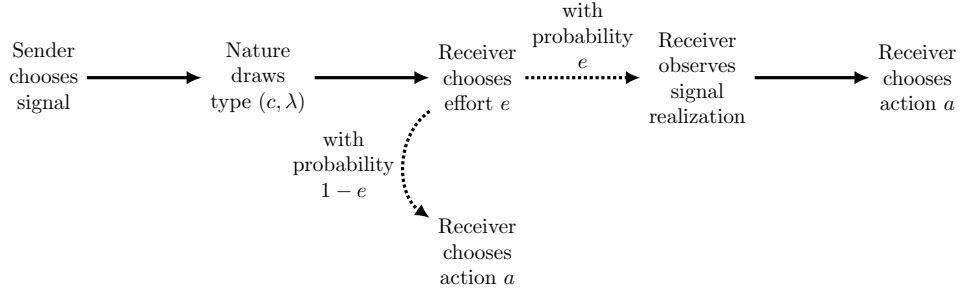 Sender
chooses
signal
Nature
draws
type (c, λ)
Receiver
chooses
effort e
with
probability
e
Receiver
observes
signal
realization
Receiver
chooses
action a
with
probability
1 − e
Receiver
chooses
action a